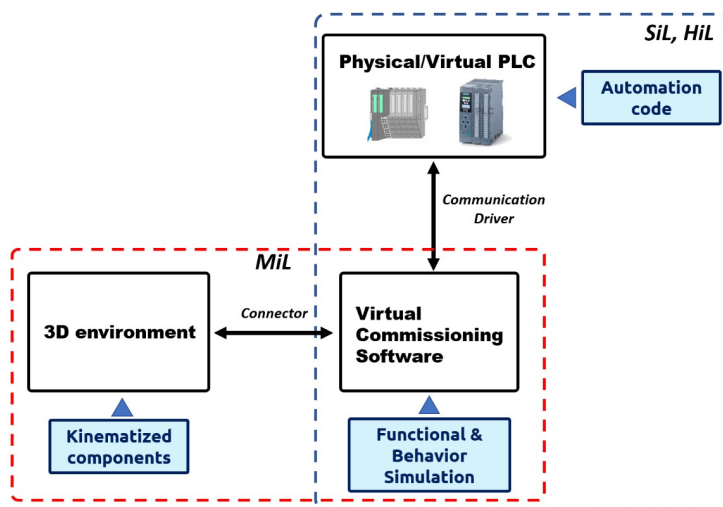 SiL, HiL
Physical/Virtual PLC
Automation
code
Communication
Driver
MiL
3D environment
Connector
Virtual
Commissioning
Software
Kinematized
components
Functional &
Behavior
Simulation